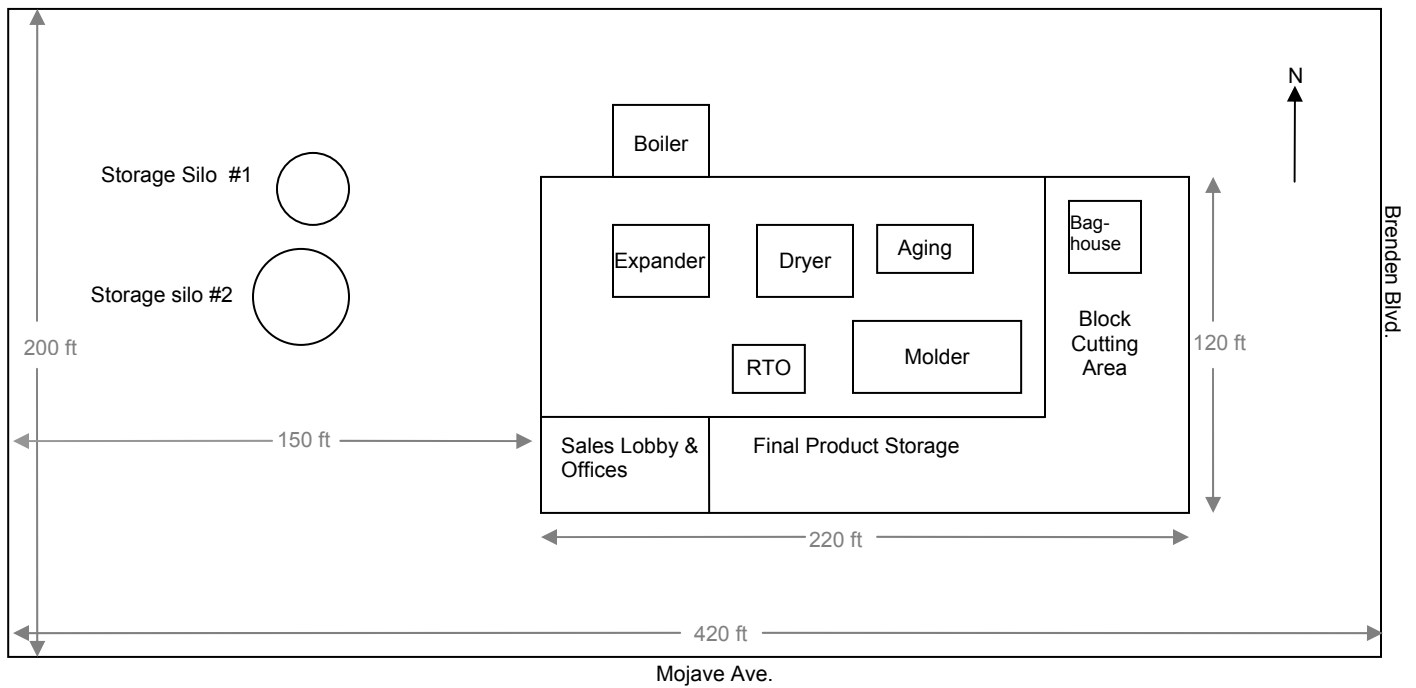 N
Boiler
Storage Silo #1
Bag-
house
Brenden Blvd.
Expander
Dryer
Aging
Storage silo #2
Block
Cutting
Area
200 ft
120 ft
RTO
Molder
150 ft
Sales Lobby &
Offices
Final Product Storage
220 ft
420 ft
Mojave Ave.